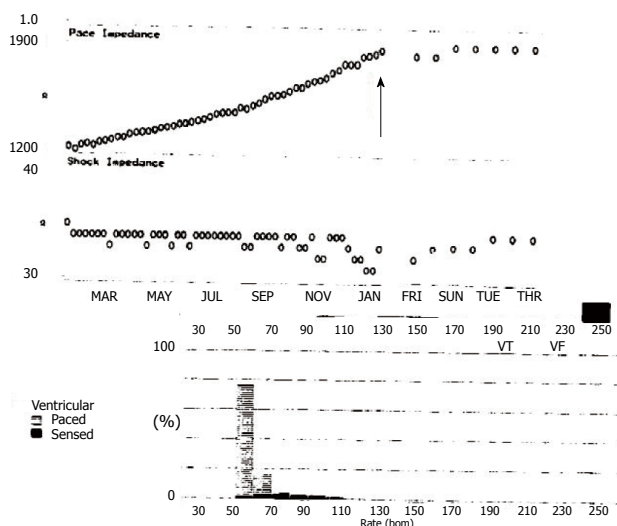 1.0
1900
Pace Impedance
Ω
1200
Shock Impedance
40
Ω
30
MAR MAY JUL SEP NOV JAN FRI SUN TUE THR
30 50 70 90 110 130 150 170 190 210 230 250
VT VF
100
Ventricular
Paced
Sensed
(%)
0
30 50 70 90 110 130 150 170 190 210 230 250
Rate (bom)